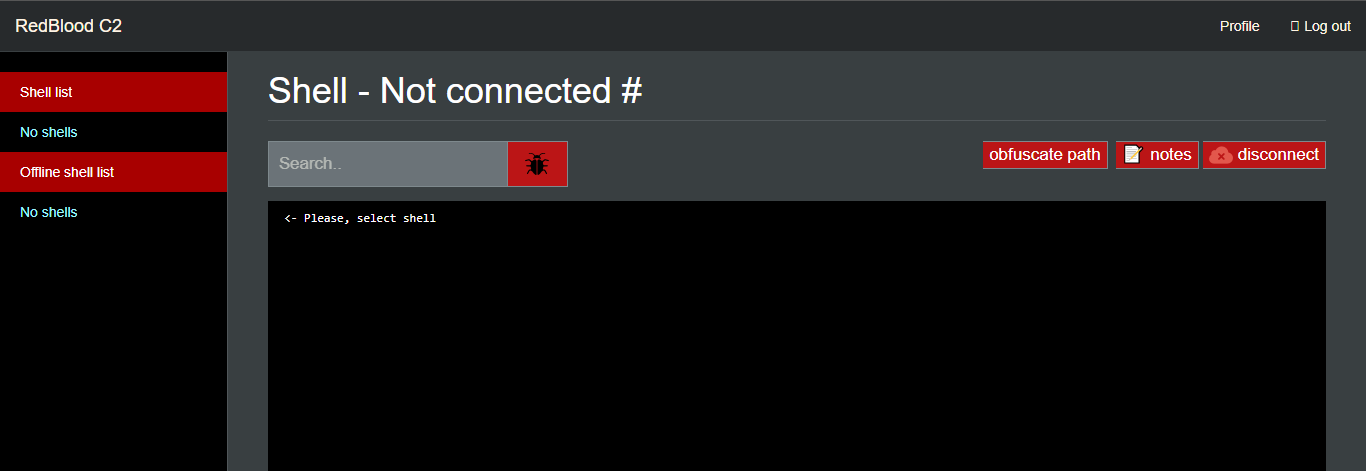 RedBlood C2
Profile
Log out
Shell list
No shells
Offline shell list
No shells
Shell - Not connected #
Search..
obfuscate path
notes
disconnect
<- Please, select shell